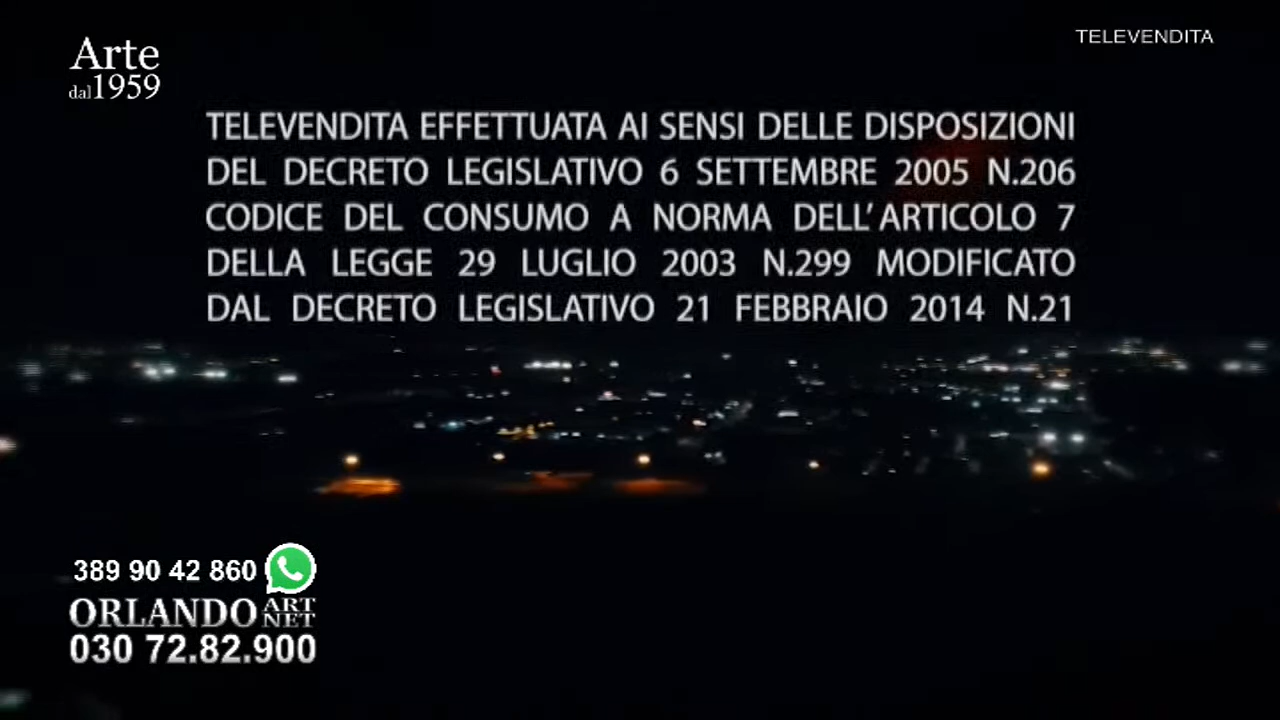 Arte
dal 1959
TELEVENDITA
TELEVENDITA EFFETTUATA AI SENSI DELLE DISPOSIZIONI
DEL DECRETO LEGISLATIVO 6 SETTEMBRE 2005 N.206
CODICE DEL CONSUMO A NORMA DELL'ARTICOLO 7
DELLA LEGGE 29 LUGLIO 2003 N.299 MODIFICATO
DAL DECRETO LEGISLATIVO 21 FEBBRAIO 2014 N.21
389 90 42 860
ORLANDO ART NET
030 72.82.900